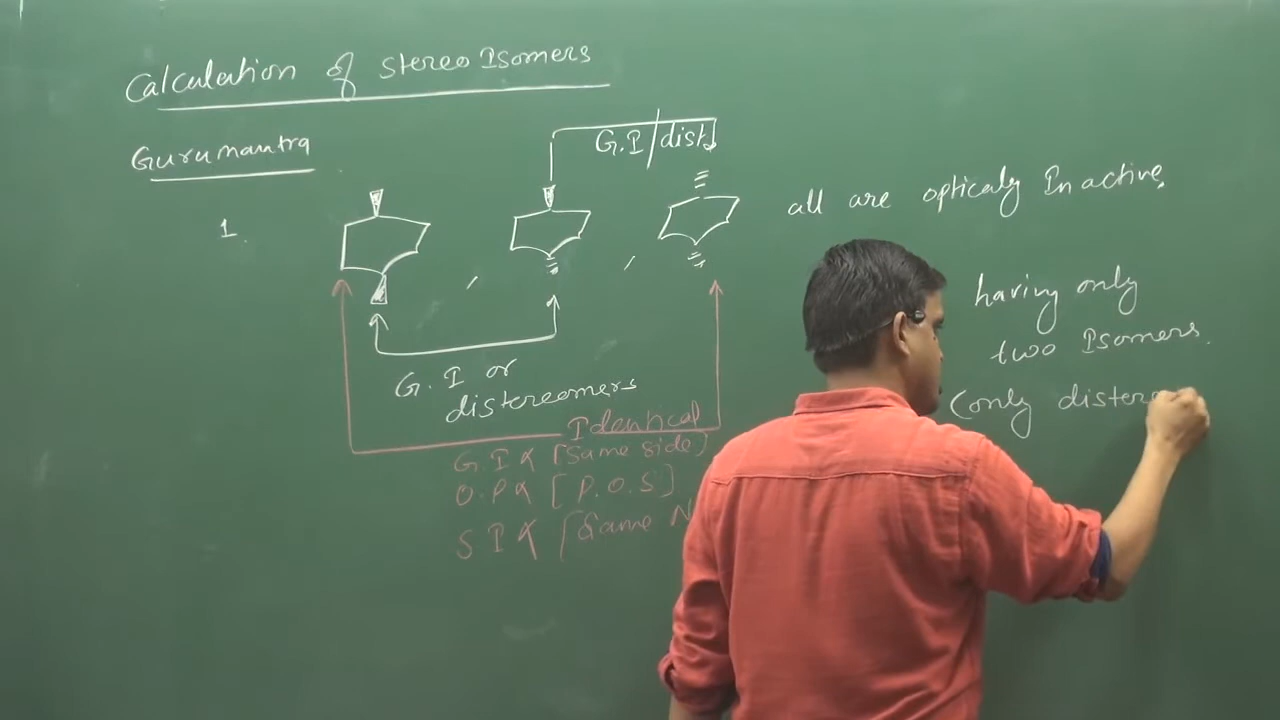 Calculation of stereo Isomers
Gurumantra
G.I/dist
1.
all are opticaly Inactive.
, ,
having only
two Isomers.
(only distere
G.I or
distereomers
Identical
G.I × [Same side]
O.P × [P.O.S]
S I × [Same N